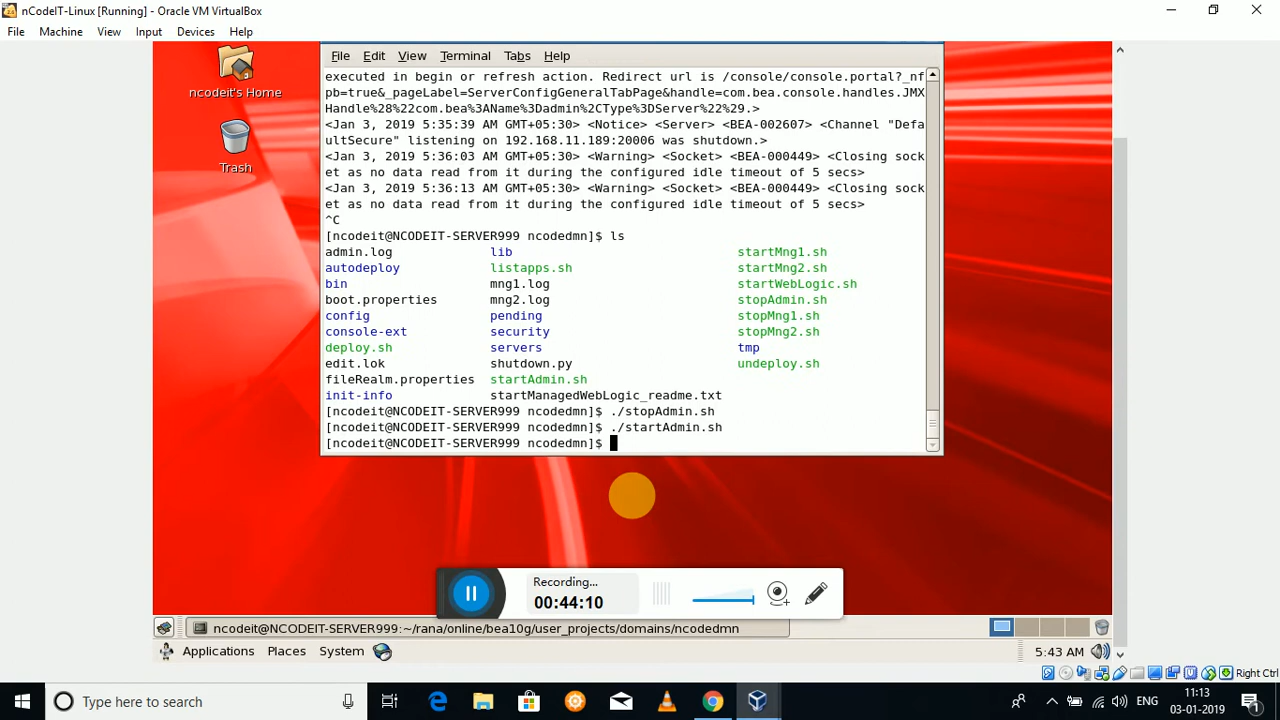 nCodeIT-Linux [Running] - Oracle VM VirtualBox
File Machine View Input Devices Help
ncodeit's Home
Trash
File Edit View Terminal Tabs Help
executed in begin or refresh action. Redirect url is /console/console.portal?_nf
pb=true&_pageLabel=ServerConfigGeneralTabPage&handle=com.bea.console.handles.JMX
Handle%28%22com.bea%3AName%3Dadmin%2CType%3DServer%22%29.>
<Jan 3, 2019 5:35:39 AM GMT+05:30> <Notice> <Server> <BEA-002607> <Channel "Defa
ultSecure" listening on 192.168.11.189:20006 was shutdown.>
<Jan 3, 2019 5:36:03 AM GMT+05:30> <Warning> <Socket> <BEA-000449> <Closing sock
et as no data read from it during the configured idle timeout of 5 secs>
<Jan 3, 2019 5:36:13 AM GMT+05:30> <Warning> <Socket> <BEA-000449> <Closing sock
et as no data read from it during the configured idle timeout of 5 secs>
^C
[ncodeit@NCODEIT-SERVER999 ncodedmn]$ ls
admin.log lib startMng1.sh
autodeploy listapps.sh startMng2.sh
bin mng1.log startWebLogic.sh
boot.properties mng2.log stopAdmin.sh
config pending stopMng1.sh
console-ext security stopMng2.sh
deploy.sh servers tmp
edit.lok shutdown.py undeploy.sh
fileRealm.properties startAdmin.sh
init-info startManagedWebLogic_readme.txt
[ncodeit@NCODEIT-SERVER999 ncodedmn]$ ./stopAdmin.sh
[ncodeit@NCODEIT-SERVER999 ncodedmn]$ ./startAdmin.sh
[ncodeit@NCODEIT-SERVER999 ncodedmn]$
Recording...
00:44:10
ncodeit@NCODEIT-SERVER999:~/rana/online/bea10g/user_projects/domains/ncodedmn
Applications Places System 5:43 AM
Right Ctrl
Type here to search
ENG
11:13
03-01-2019